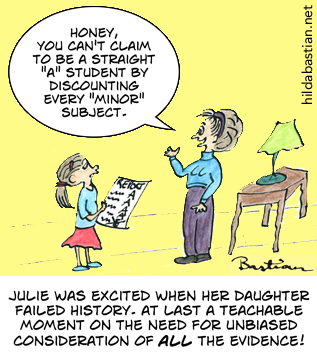 HONEY,
YOU CAN'T CLAIM
TO BE A STRAIGHT
"A" STUDENT BY
DISCOUNTING
EVERY "MINOR"
SUBJECT.
hildabastian.net
Bastian
JULIE WAS EXCITED WHEN HER DAUGHTER
FAILED HISTORY. AT LAST A TEACHABLE
MOMENT ON THE NEED FOR UNBIASED
CONSIDERATION OF ALL THE EVIDENCE!